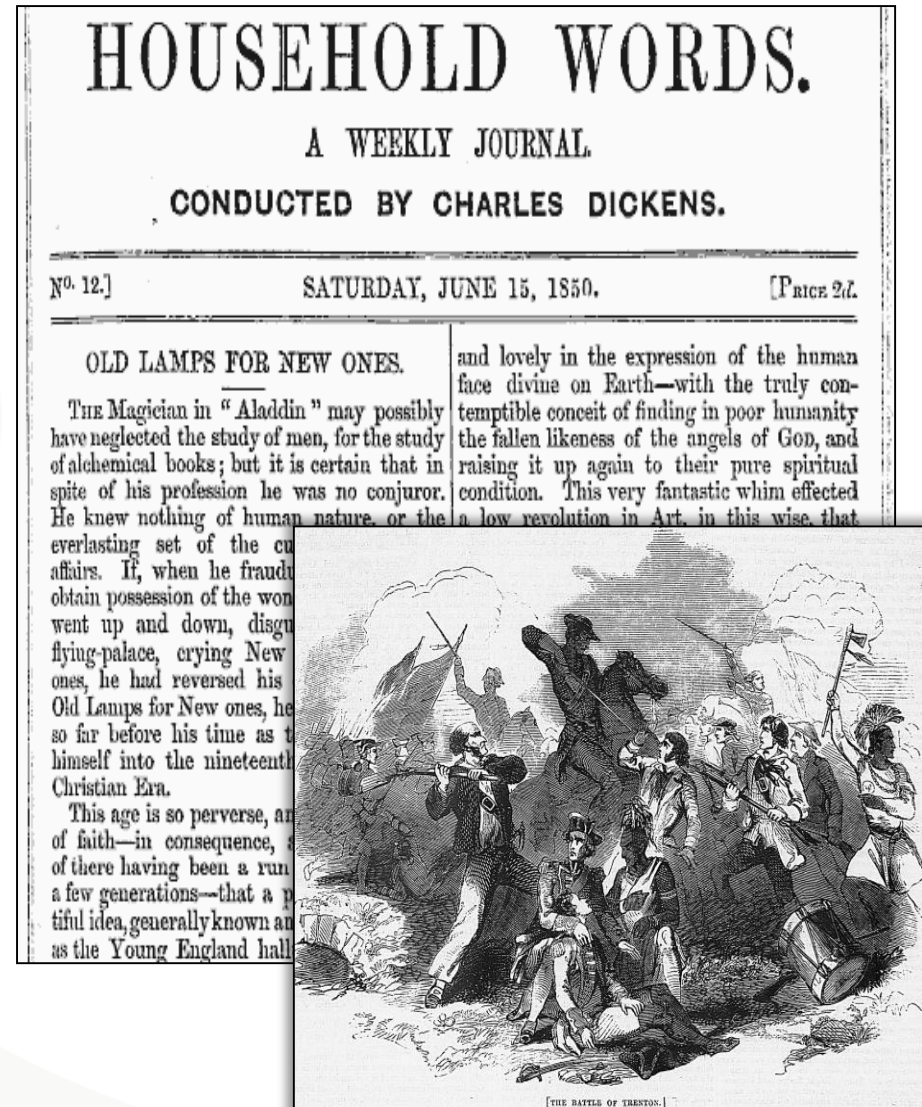 HOUSEHOLD WORDS.
A WEEKLY JOURNAL
CONDUCTED BY CHARLES DICKENS.
No. 12.]
SATURDAY, JUNE 15, 1850.
[PRICE 2d.
OLD LAMPS FOR NEW ONES.
THE Magician in "Aladdin" may possibly
have neglected the study of men, for the study
of alchemical books; but it is certain that in
spite of his profession he was no conjuror.
He knew nothing of human nature, or the
everlasting set of the cu
affairs. If, when he fraudu
obtain possession of the won
went up and down, disgu
flying-palace, crying New
ones, he had reversed his
Old Lamps for New ones, he
so far before his time as t
himself into the nineteenth
Christian Era.
This age is so perverse, an
of faith—in consequence,
of there having been a run
a few generations—that a p
tiful idea, generally known an
as the Young England hall
and lovely in the expression of the human
face divine on Earth—with the truly con-
temptible conceit of finding in poor humanity
the fallen likeness of the angels of GOD, and
raising it up again to their pure spiritual
condition. This very fantastic whim effected
a low revolution in Art, in this wise, that
[THE BATTLE OF TRENTON.]